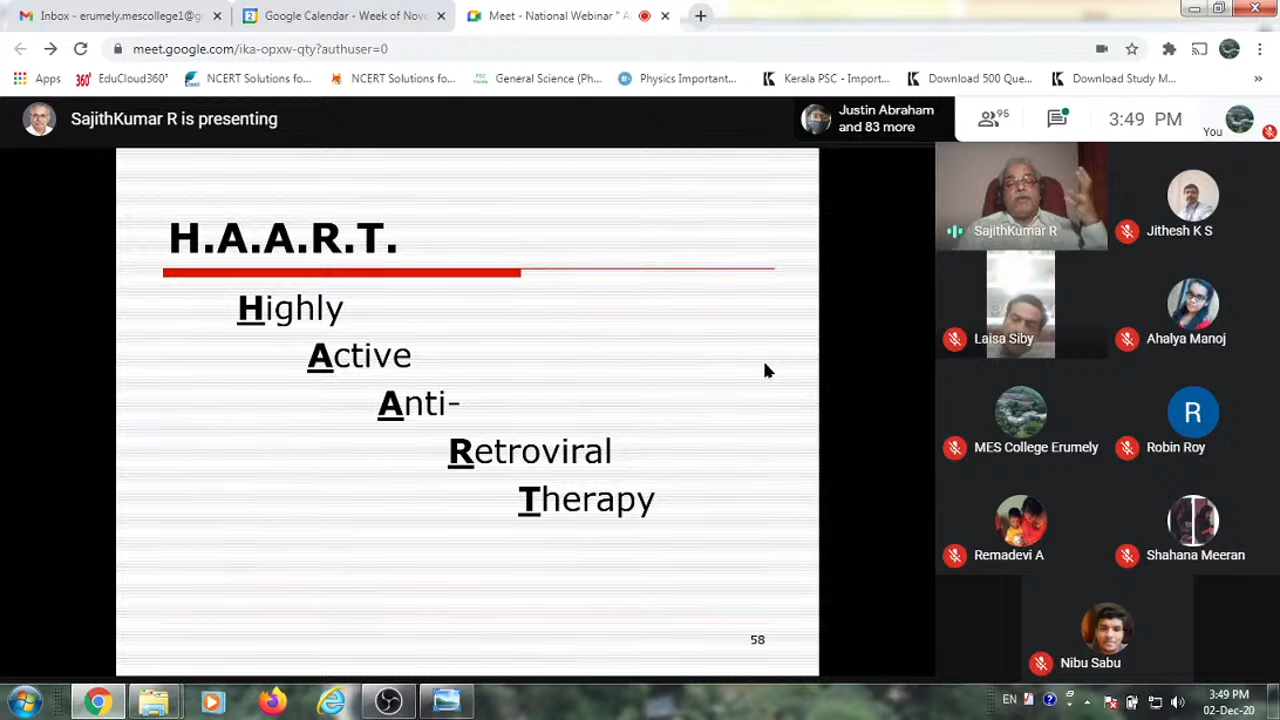 Inbox - erumely.mescollege1@g
Google Calendar - Week of Nove
Meet - National Webinar " A
meet.google.com/ika-opxw-qty?authuser=0
Apps
EduCloud360°
NCERT Solutions fo...
NCERT Solutions fo...
General Science (Ph...
Physics Important...
Kerala PSC - Import...
Download 500 Que...
Download Study M...
»
SajithKumar R is presenting
Justin Abraham
and 83 more
95
3:49 PM
You
H.A.A.R.T.
Highly
Active
Anti-
Retroviral
Therapy
58
SajithKumar R
Jithesh K S
Laisa Siby
Ahalya Manoj
MES College Erumely
R
Robin Roy
Remadevi A
Shahana Meeran
Nibu Sabu
EN
3:49 PM
02-Dec-20